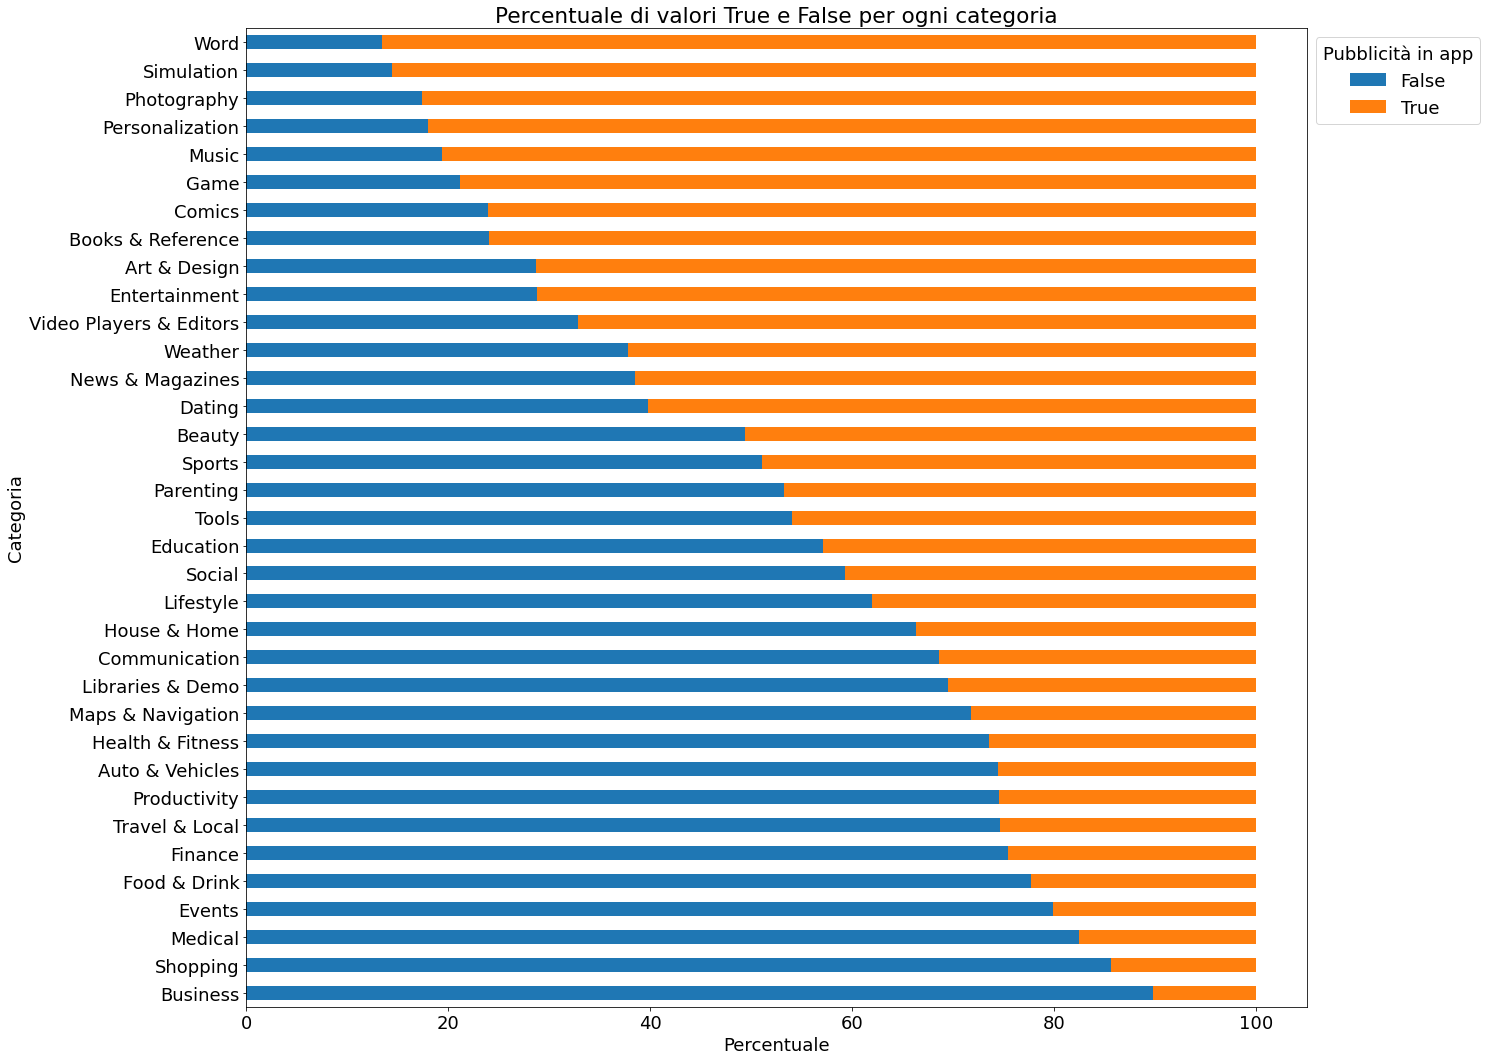 Percentuale di valori True e False per ogni categoria
Pubblicità in app
False
True
Categoria
Word
Simulation
Photography
Personalization
Music
Game
Comics
Books & Reference
Art & Design
Entertainment
Video Players & Editors
Weather
News & Magazines
Dating
Beauty
Sports
Parenting
Tools
Education
Social
Lifestyle
House & Home
Communication
Libraries & Demo
Maps & Navigation
Health & Fitness
Auto & Vehicles
Productivity
Travel & Local
Finance
Food & Drink
Events
Medical
Shopping
Business
0 20 40 60 80 100
Percentuale